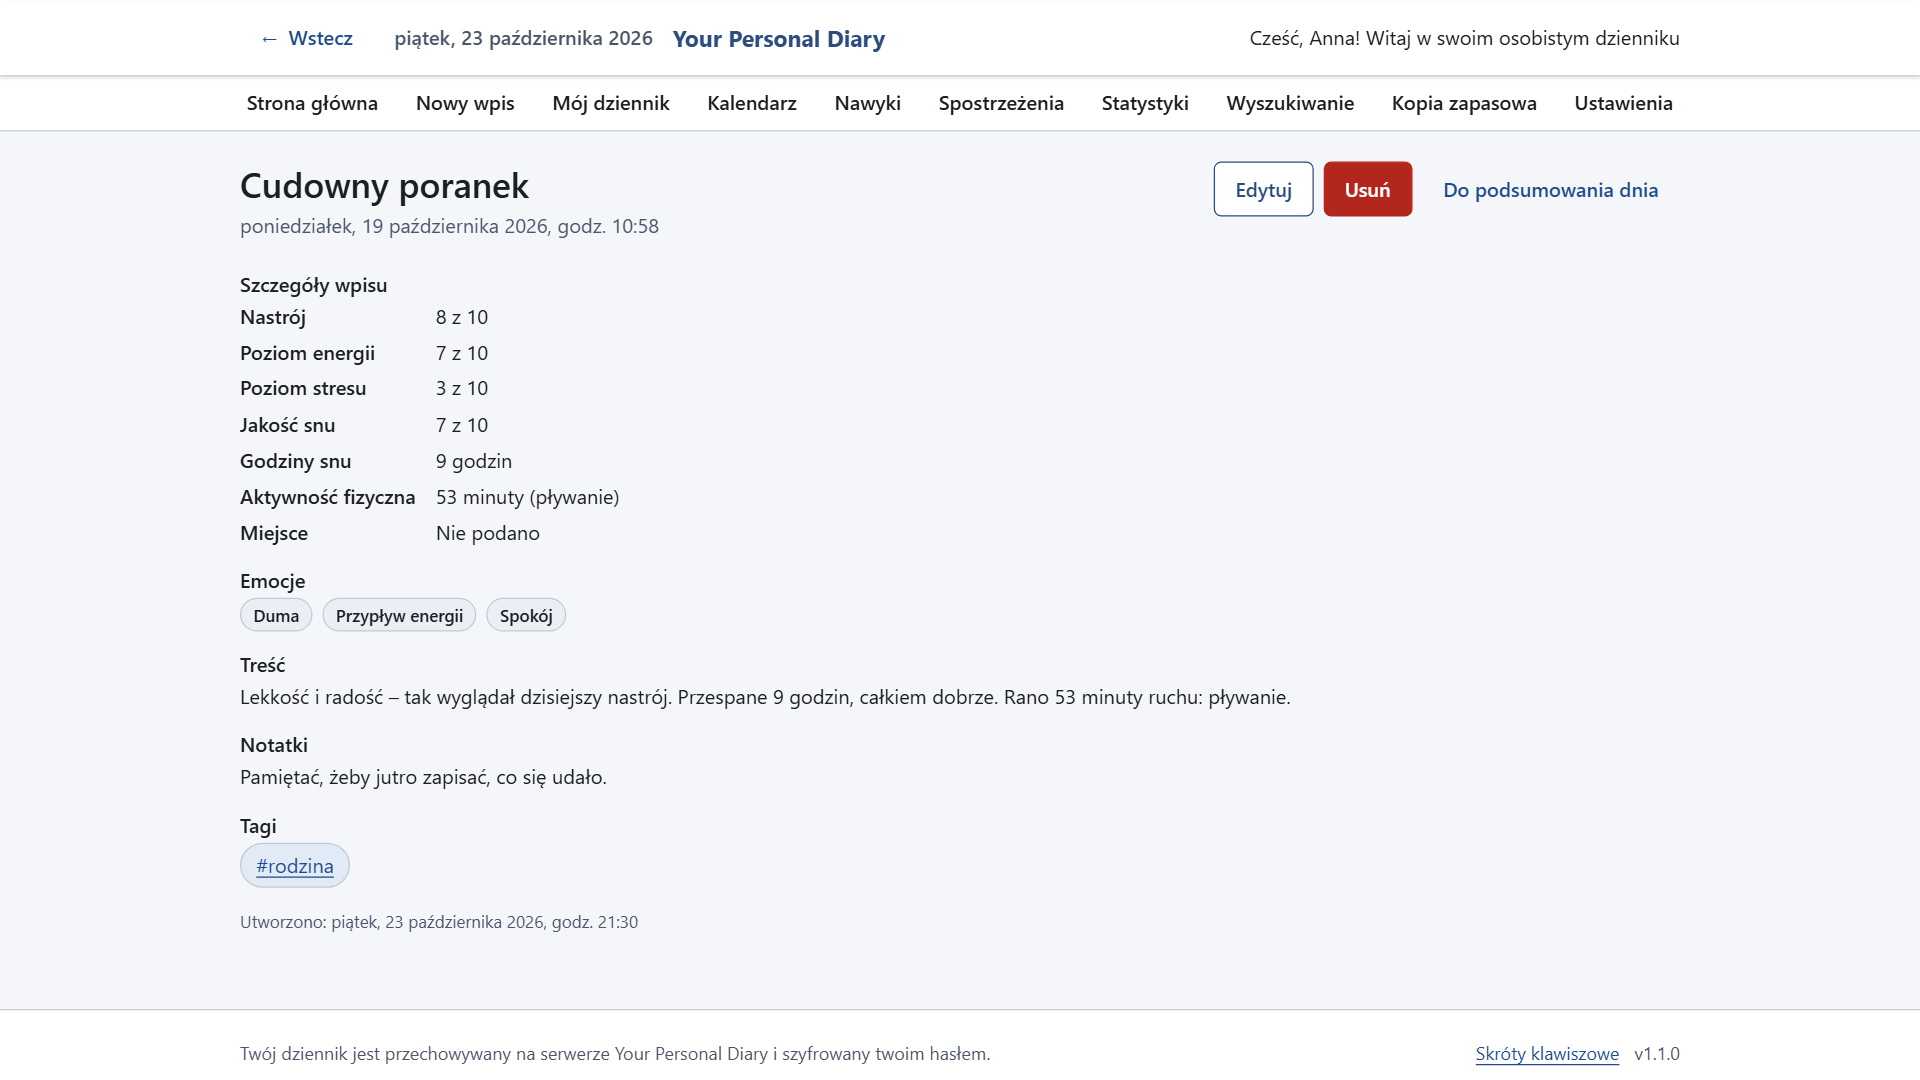 ← Wstecz piątek, 23 października 2026 Your Personal Diary Cześć, Anna! Witaj w swoim osobistym dzienniku
Strona główna Nowy wpis Mój dziennik Kalendarz Nawyki Spostrzeżenia Statystyki Wyszukiwanie Kopia zapasowa Ustawienia
Cudowny poranek
Edytuj Usuń Do podsumowania dnia
poniedziałek, 19 października 2026, godz. 10:58
Szczegóły wpisu
Nastrój 8 z 10
Poziom energii 7 z 10
Poziom stresu 3 z 10
Jakość snu 7 z 10
Godziny snu 9 godzin
Aktywność fizyczna 53 minuty (pływanie)
Miejsce Nie podano
Emocje
Duma Przypływ energii Spokój
Treść
Lekkość i radość – tak wyglądał dzisiejszy nastrój. Przespane 9 godzin, całkiem dobrze. Rano 53 minuty ruchu: pływanie.
Notatki
Pamiętać, żeby jutro zapisać, co się udało.
Tagi
#rodzina
Utworzono: piątek, 23 października 2026, godz. 21:30
Twój dziennik jest przechowywany na serwerze Your Personal Diary i szyfrowany twoim hasłem.
Skróty klawiszowe v1.1.0